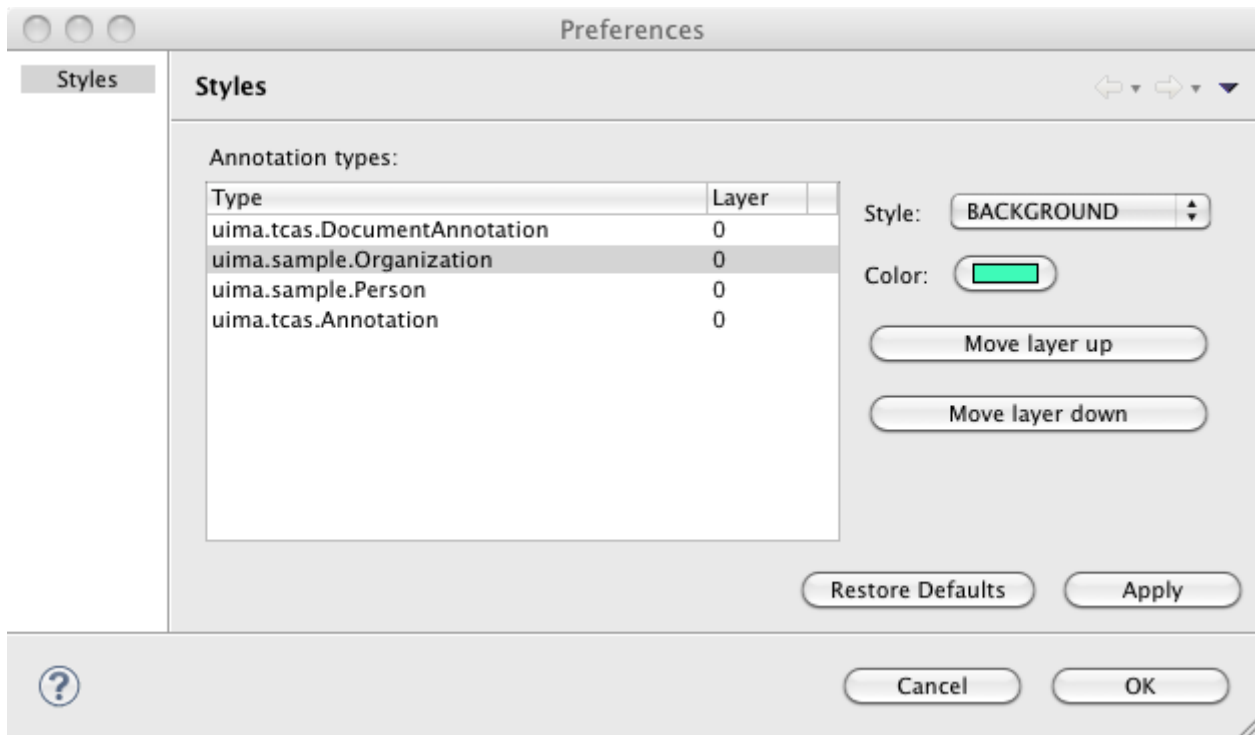 Preferences
Styles
Styles
Annotation types:
Type Layer
uima.tcas.DocumentAnnotation 0
uima.sample.Organization 0
uima.sample.Person 0
uima.tcas.Annotation 0
Style: BACKGROUND
Color:
Move layer up
Move layer down
Restore Defaults Apply
? Cancel OK